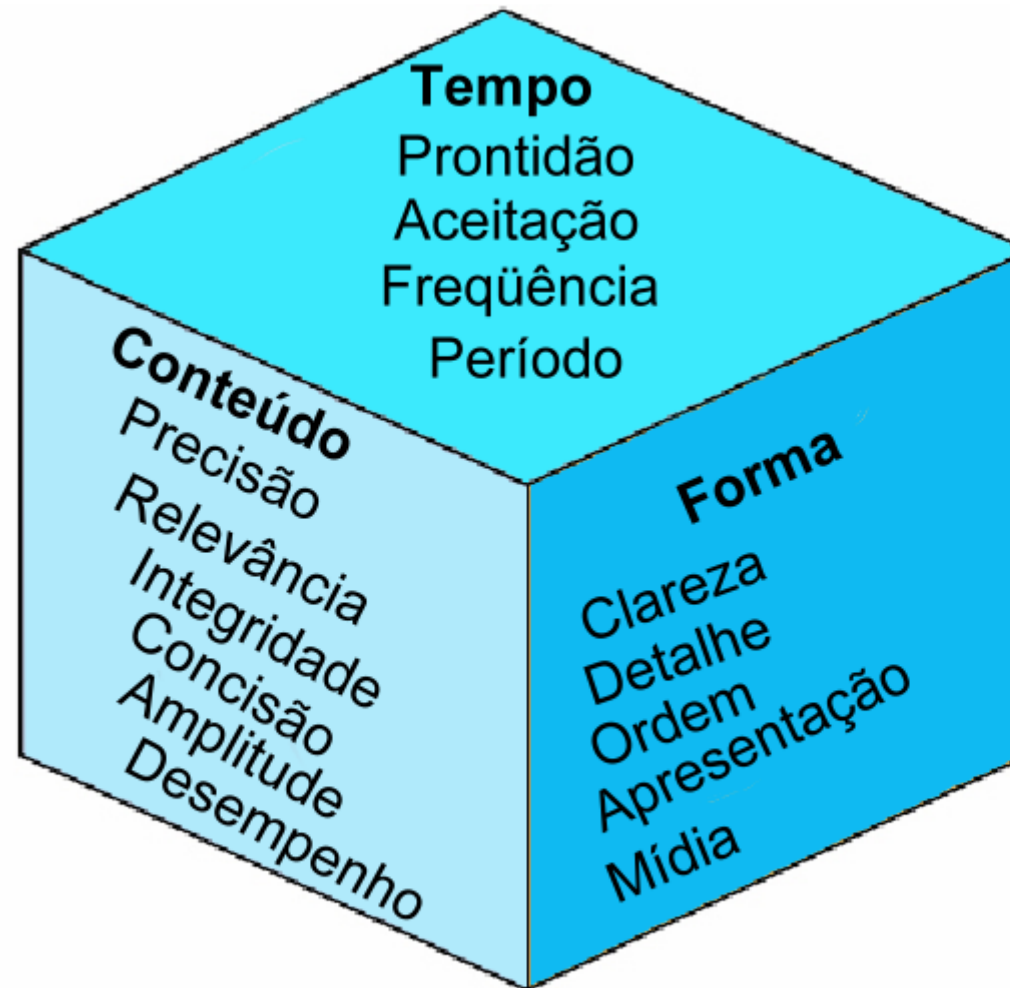 Tempo
Prontidão
Aceitação
Freqüência
Período
Conteúdo
Precisão
Relevância
Integridade
Concisão
Amplitude
Desempenho
Forma
Clareza
Detalhe
Ordem
Apresentação
Mídia